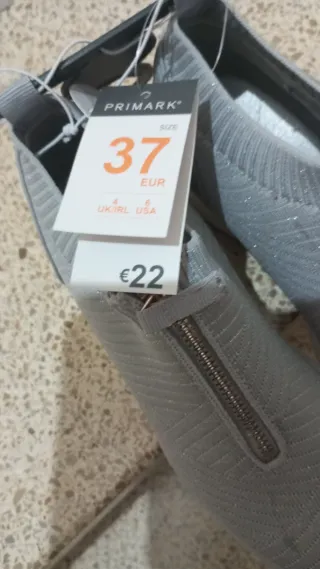 PRIMARK®
SIZE
37
EUR
4 6
UK/IRL USA
€22